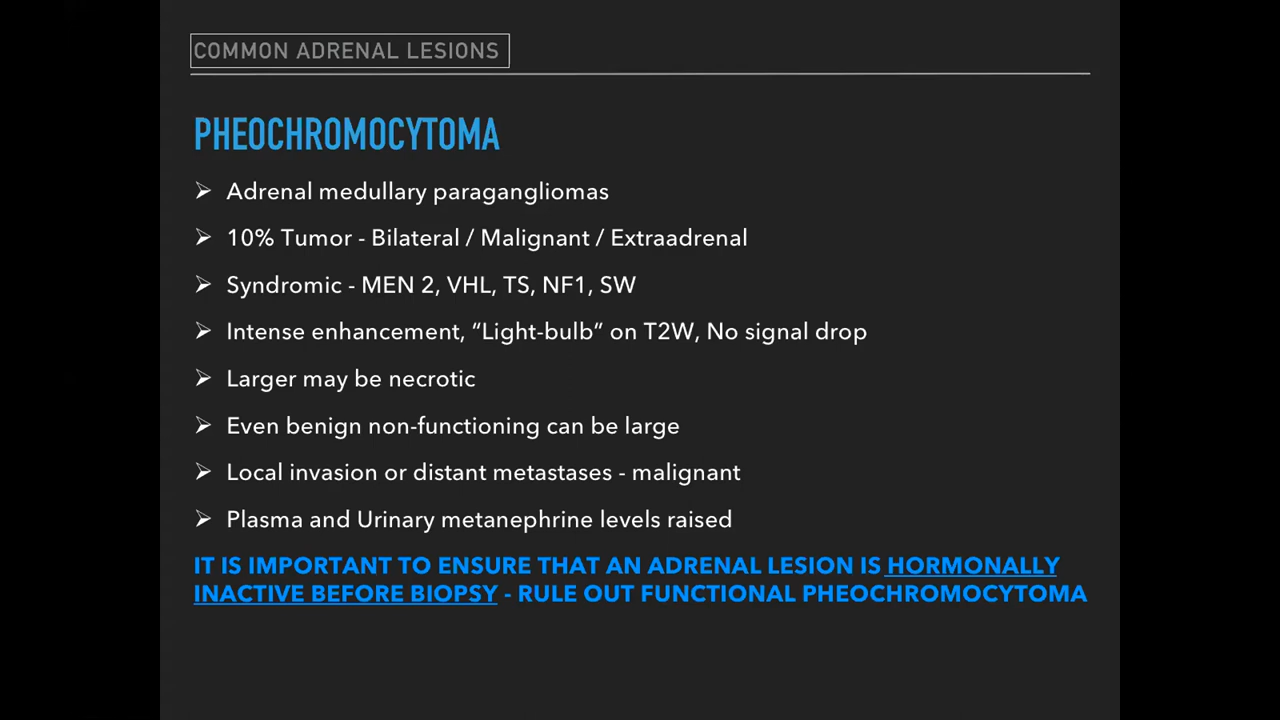 COMMON ADRENAL LESIONS
PHEOCHROMOCYTOMA
➢ Adrenal medullary paragangliomas
➢ 10% Tumor - Bilateral / Malignant / Extraadrenal
➢ Syndromic - MEN 2, VHL, TS, NF1, SW
➢ Intense enhancement, “Light-bulb” on T2W, No signal drop
➢ Larger may be necrotic
➢ Even benign non-functioning can be large
➢ Local invasion or distant metastases - malignant
➢ Plasma and Urinary metanephrine levels raised
IT IS IMPORTANT TO ENSURE THAT AN ADRENAL LESION IS HORMONALLY
INACTIVE BEFORE BIOPSY - RULE OUT FUNCTIONAL PHEOCHROMOCYTOMA